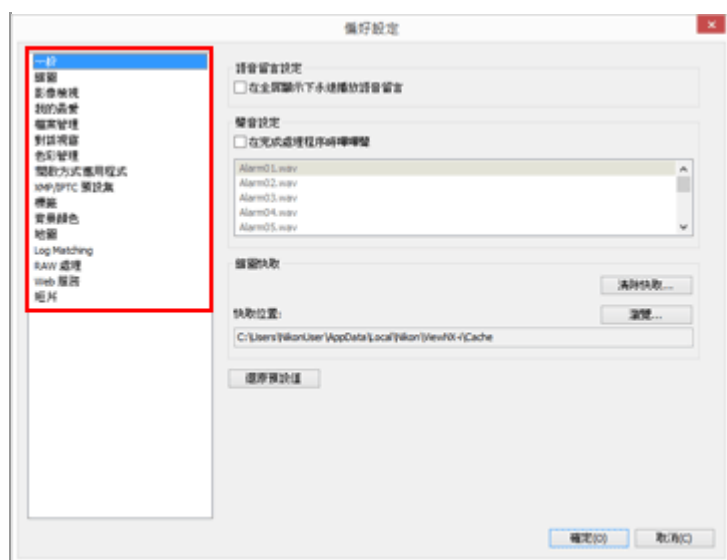 偏好設定
一般
縮圖
影像檢視
我的最愛
檔案管理
對話視窗
色彩管理
開啟方式應用程式
XMP/IPTC 預設集
標籤
背景顏色
地圖
Log Matching
RAW 處理
Web 服務
短片
語音留言設定
在全屏顯示下永遠播放語音留言
聲音設定
在完成處理程序時嗶嗶聲
Alarm01.wav
Alarm02.wav
Alarm03.wav
Alarm04.wav
Alarm05.wav
縮圖快取
清除快取...
快取位置:
瀏覽...
C:\Users\NikonUser\AppData\Local\Nikon\ViewNX-i\Cache
還原預設值
確定(O)
取消(C)